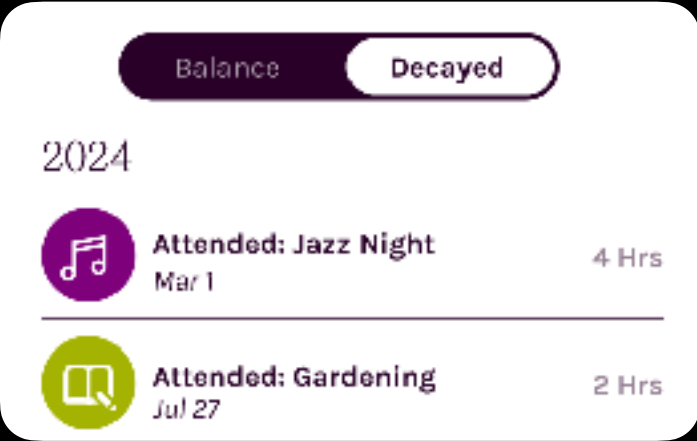 Balance Decayed
2024
Attended: Jazz Night
Mar 1
4 Hrs
Attended: Gardening
Jul 27
2 Hrs